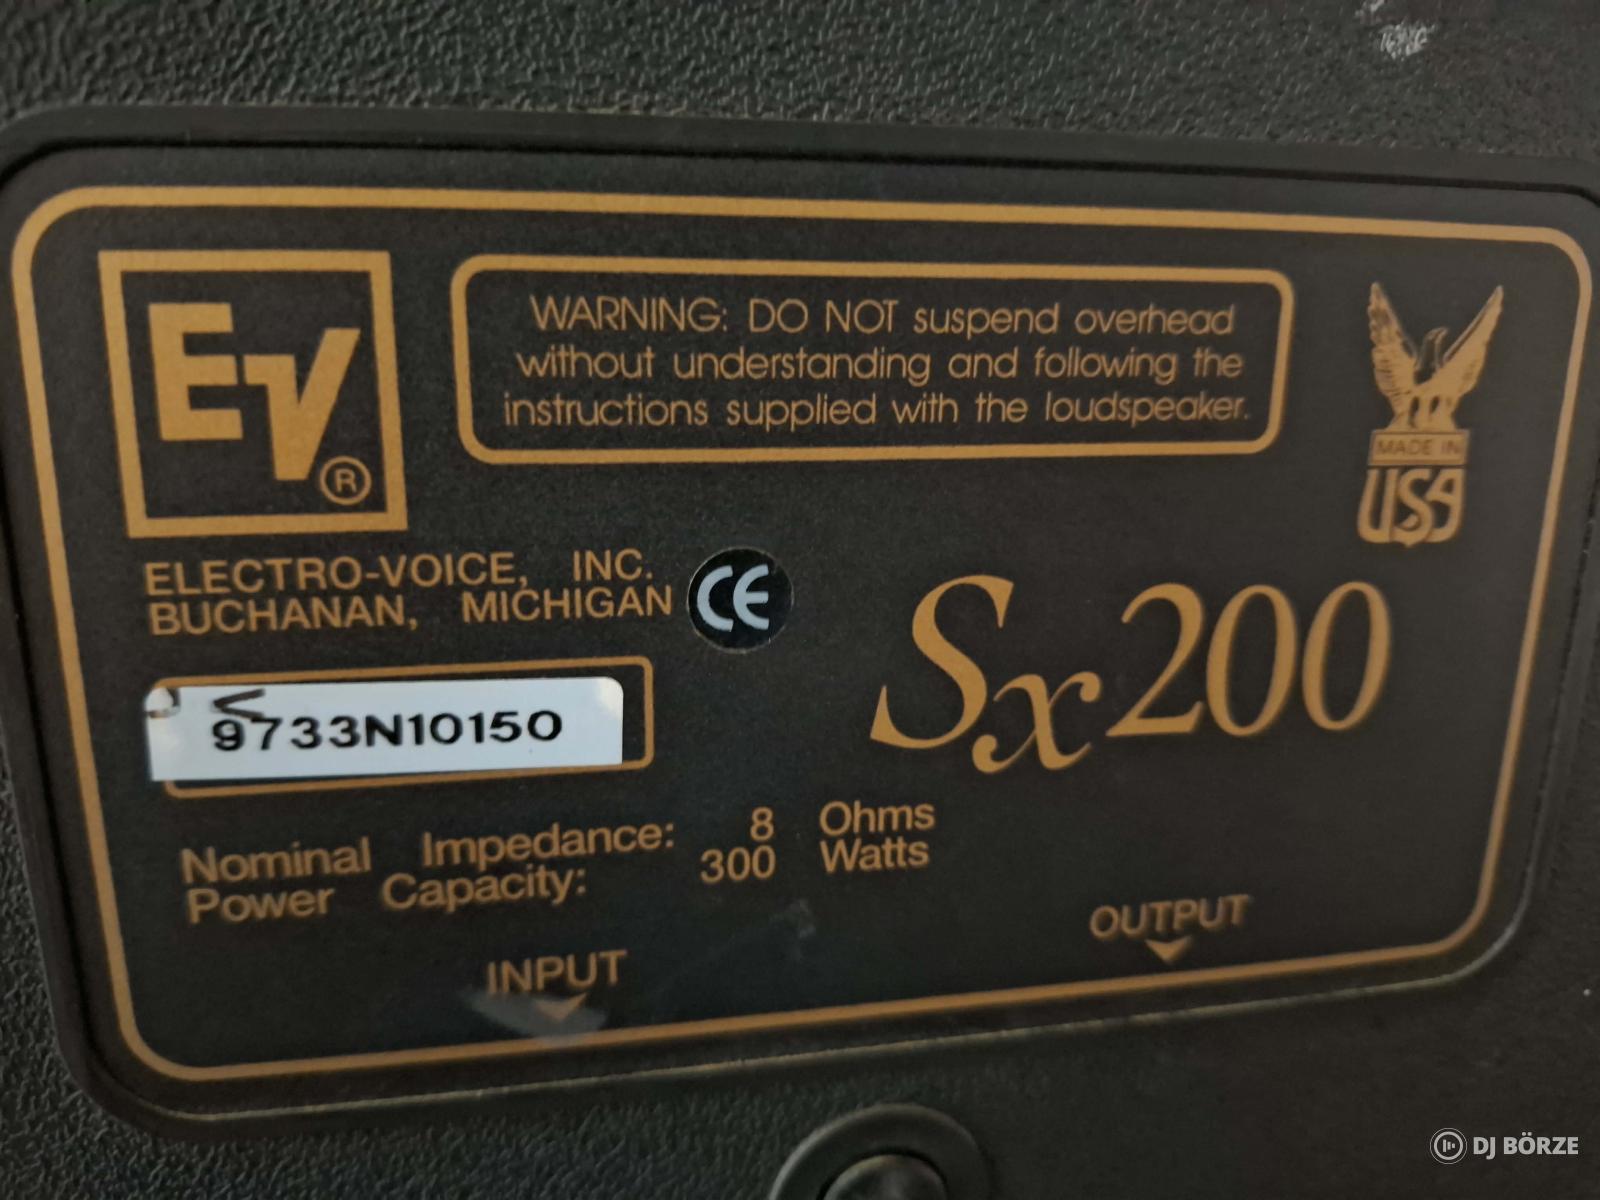 EV®
WARNING: DO NOT suspend overhead
without understanding and following the
instructions supplied with the loudspeaker.
MADE IN
USA
ELECTRO-VOICE, INC.
BUCHANAN, MICHIGAN
CE
Sx200
9733N10150
Nominal Impedance: 8 Ohms
Power Capacity: 300 Watts
INPUT
OUTPUT
DJ BÖRZE